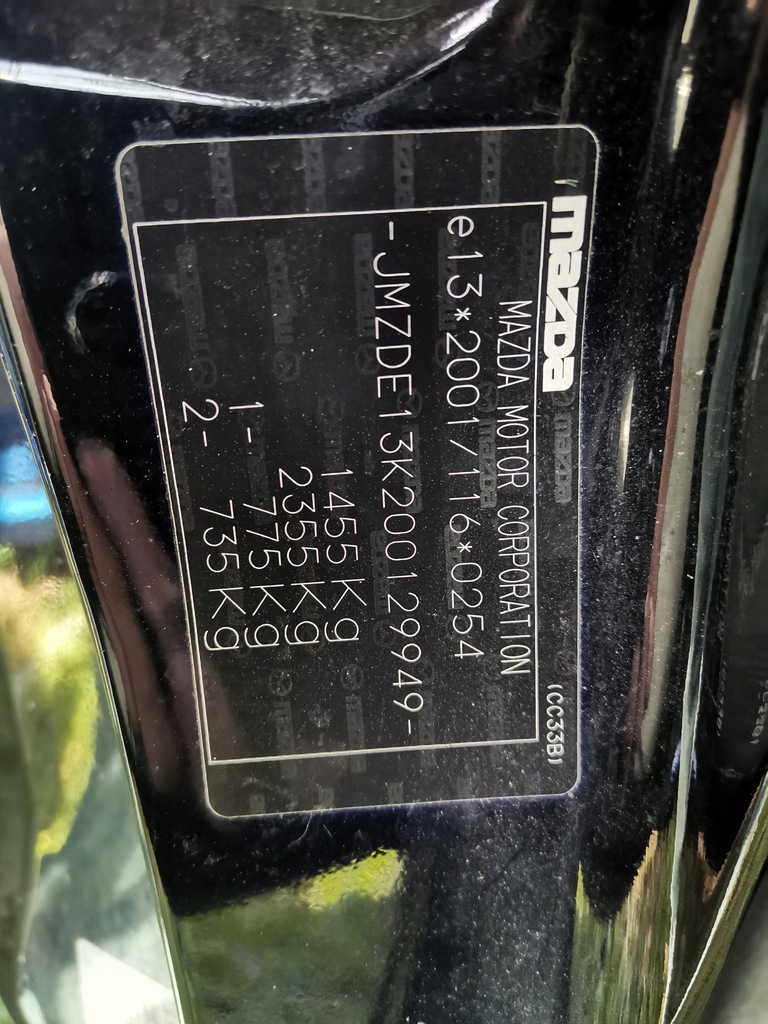 mazda
MAZDA MOTOR CORPORATION
e13*2001/116*0254
-JMZDE13K200129949-
1455Kg
2355Kg
1- 775Kg
2- 735Kg
(CC33B)